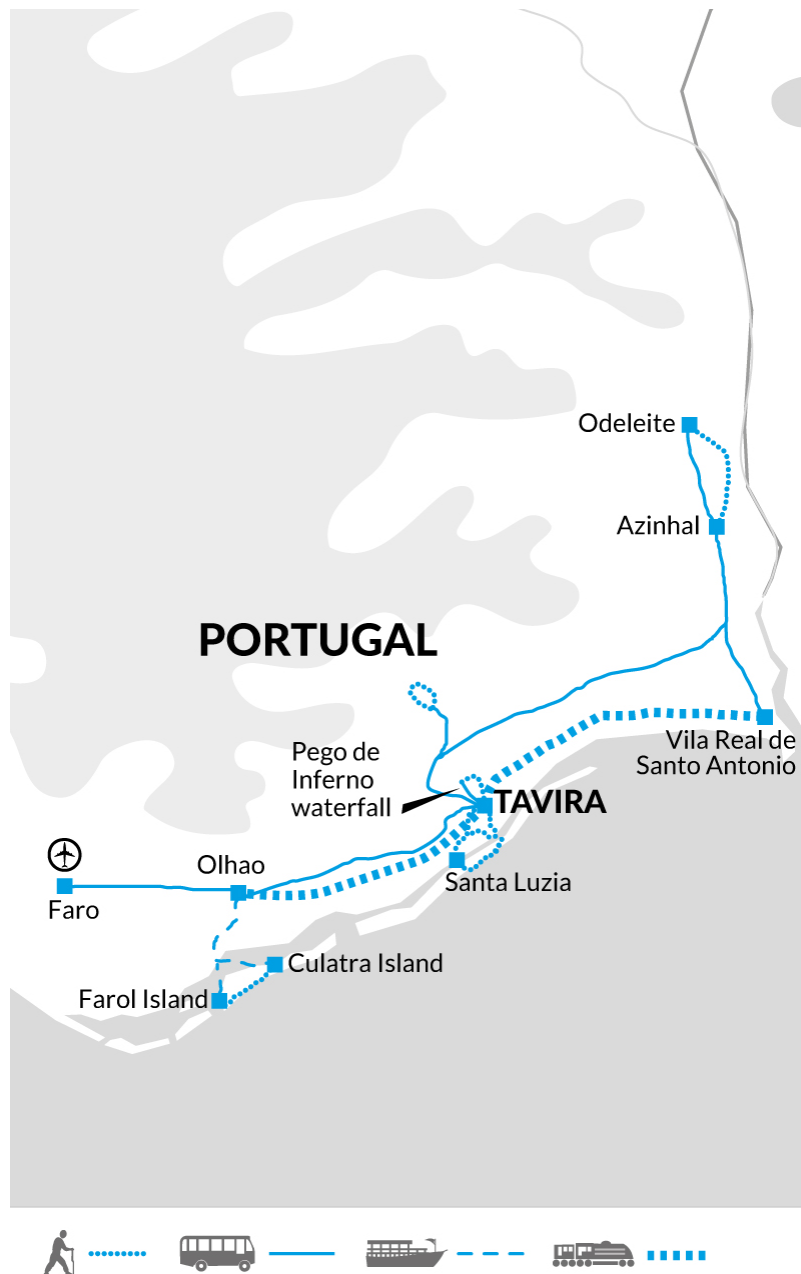 Odeleite
Azinhal
PORTUGAL
Vila Real de
Santo Antonio
Pego de
Inferno
waterfall
TAVIRA
Olhao
Santa Luzia
Faro
Culatra Island
Farol Island